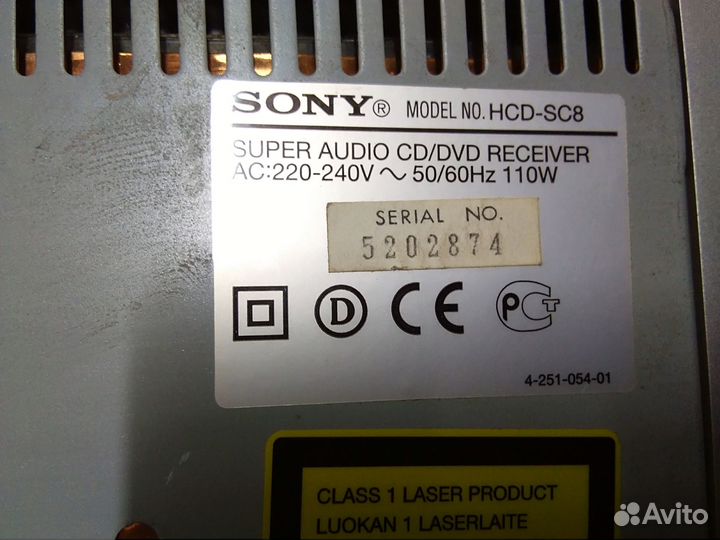 SONY® MODEL NO. HCD-SC8
SUPER AUDIO CD/DVD RECEIVER
AC:220-240V ~ 50/60Hz 110W
SERIAL NO.
5202874
D CE РСТ
4-251-054-01
CLASS 1 LASER PRODUCT
LUOKAN 1 LASERLAITE
Avito